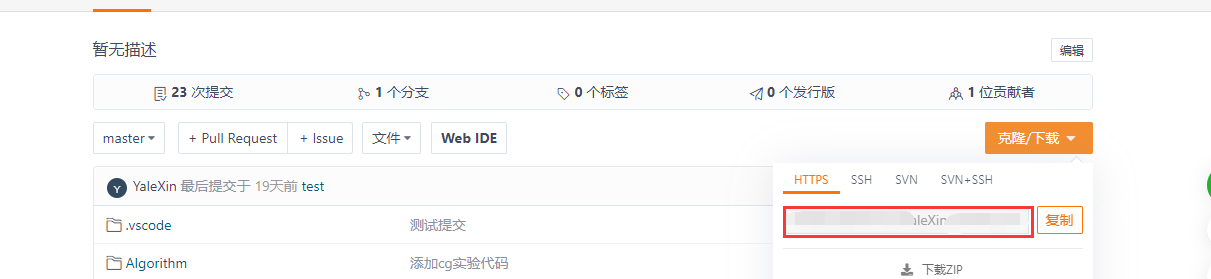 暂无描述 编辑
23 次提交 1 个分支 0 个标签 0 个发行版 1 位贡献者
master + Pull Request + Issue 文件 Web IDE 克隆/下载
Y YaleXin 最后提交于 19天前 test
HTTPS SSH SVN SVN+SSH
.vscode 测试提交
复制
Algorithm 添加cg实验代码
下载ZIP